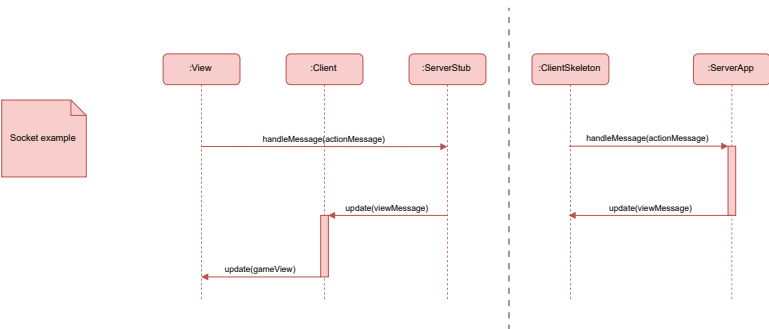 :View
:Client
:ServerStub
:ClientSkeleton
:ServerApp
Socket example
handleMessage(actionMessage)
handleMessage(actionMessage)
update(viewMessage)
update(viewMessage)
update(gameView)